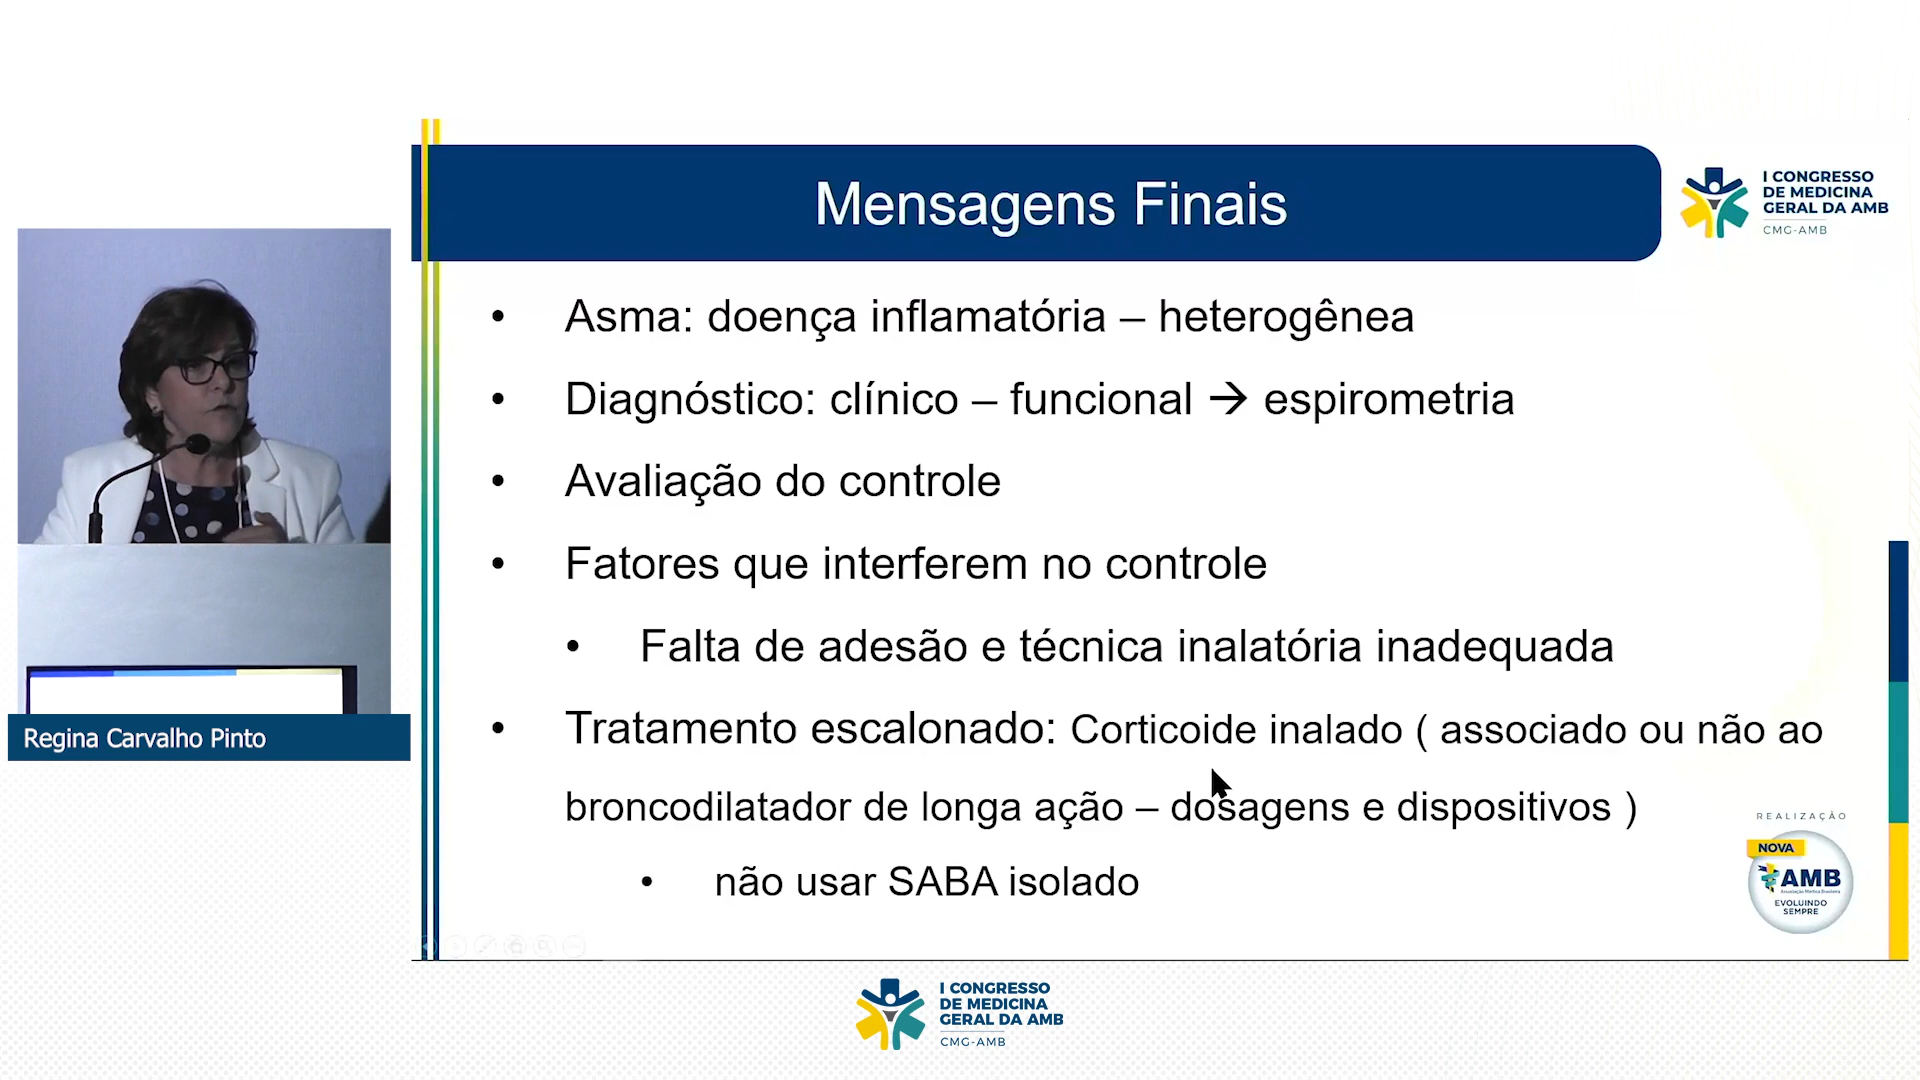 Mensagens Finais
I CONGRESSO
DE MEDICINA
GERAL DA AMB
CMG-AMB
• Asma: doença inflamatória – heterogênea
• Diagnóstico: clínico – funcional → espirometria
• Avaliação do controle
• Fatores que interferem no controle
• Falta de adesão e técnica inalatória inadequada
• Tratamento escalonado: Corticoide inalado ( associado ou não ao
broncodilatador de longa ação – dosagens e dispositivos )
• não usar SABA isolado
Regina Carvalho Pinto
REALIZAÇÃO
NOVA
AMB
Associação Médica Brasileira
EVOLUINDO
SEMPRE
I CONGRESSO
DE MEDICINA
GERAL DA AMB
CMG-AMB